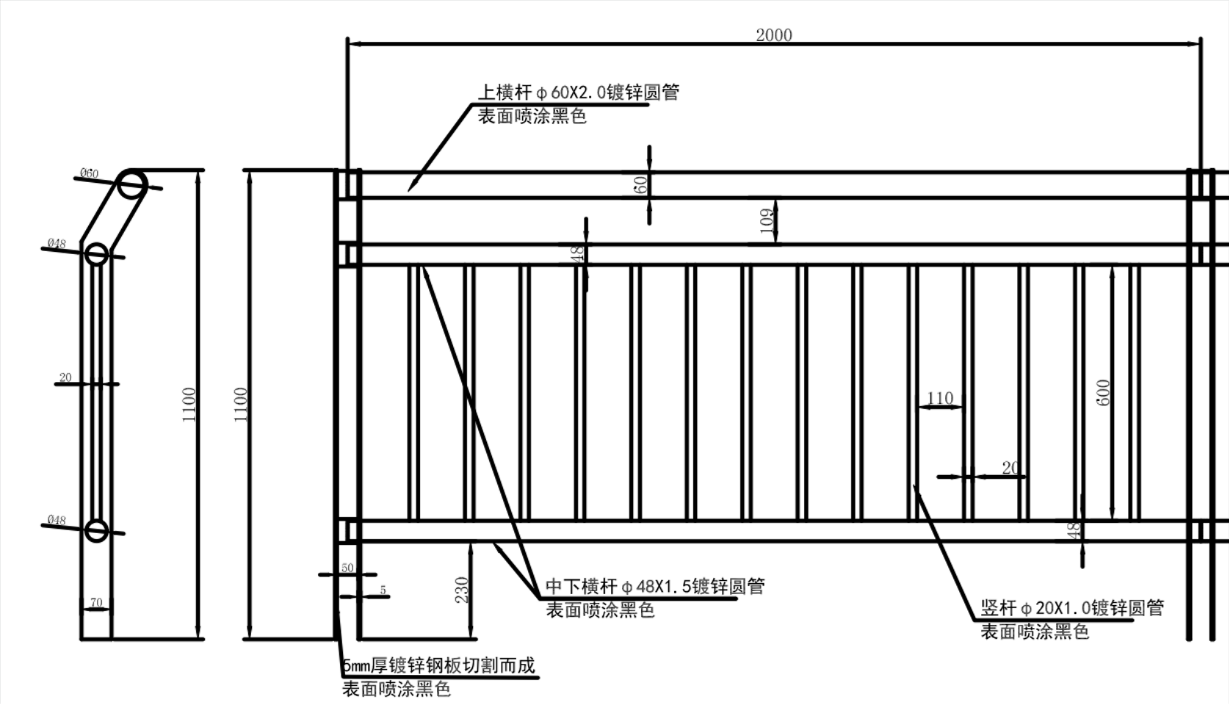 2000
上横杆φ60X2.0镀锌圆管
表面喷涂黑色
Ø60
60
109
Ø48
48
20
1100
1100
110
600
20
Ø48
48
50
5
230
70
中下横杆φ48X1.5镀锌圆管
表面喷涂黑色
竖杆φ20X1.0镀锌圆管
表面喷涂黑色
5mm厚镀锌钢板切割而成
表面喷涂黑色